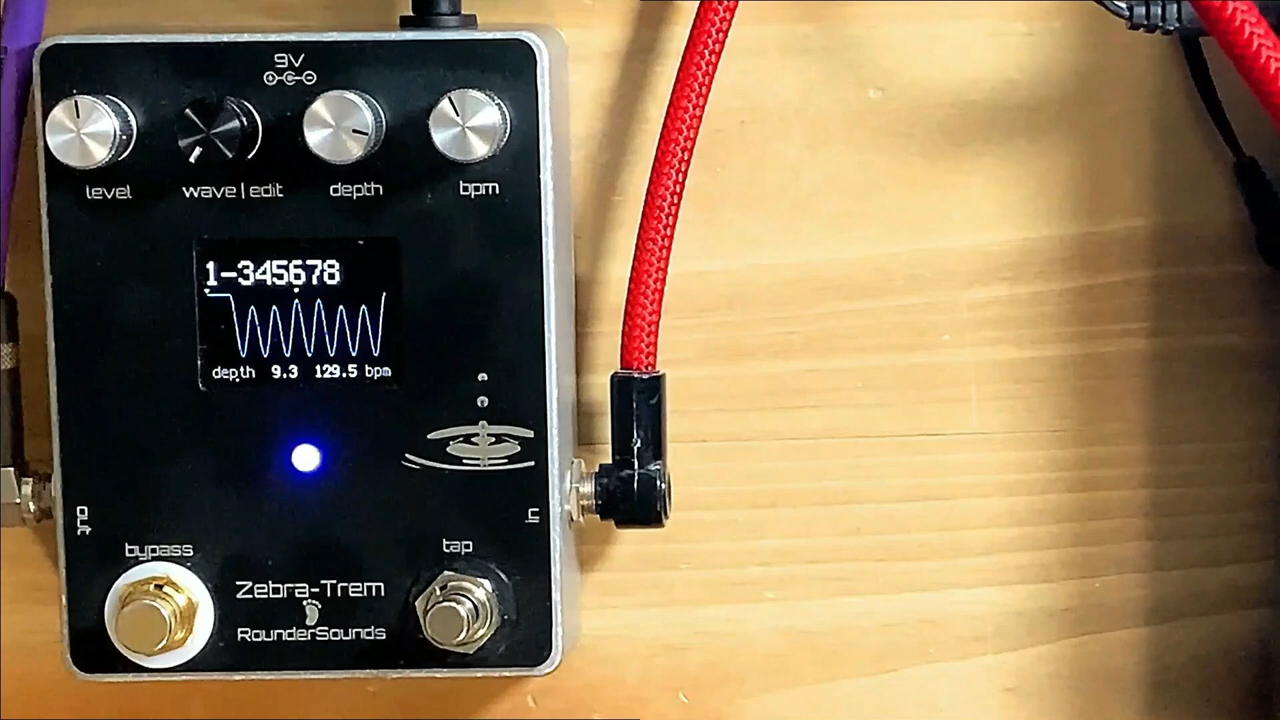 9V
level wave|edit depth bpm
1-345678
depth 9.3 129.5 bpm
out in
bypass tap
Zebra-Trem
RounderSounds